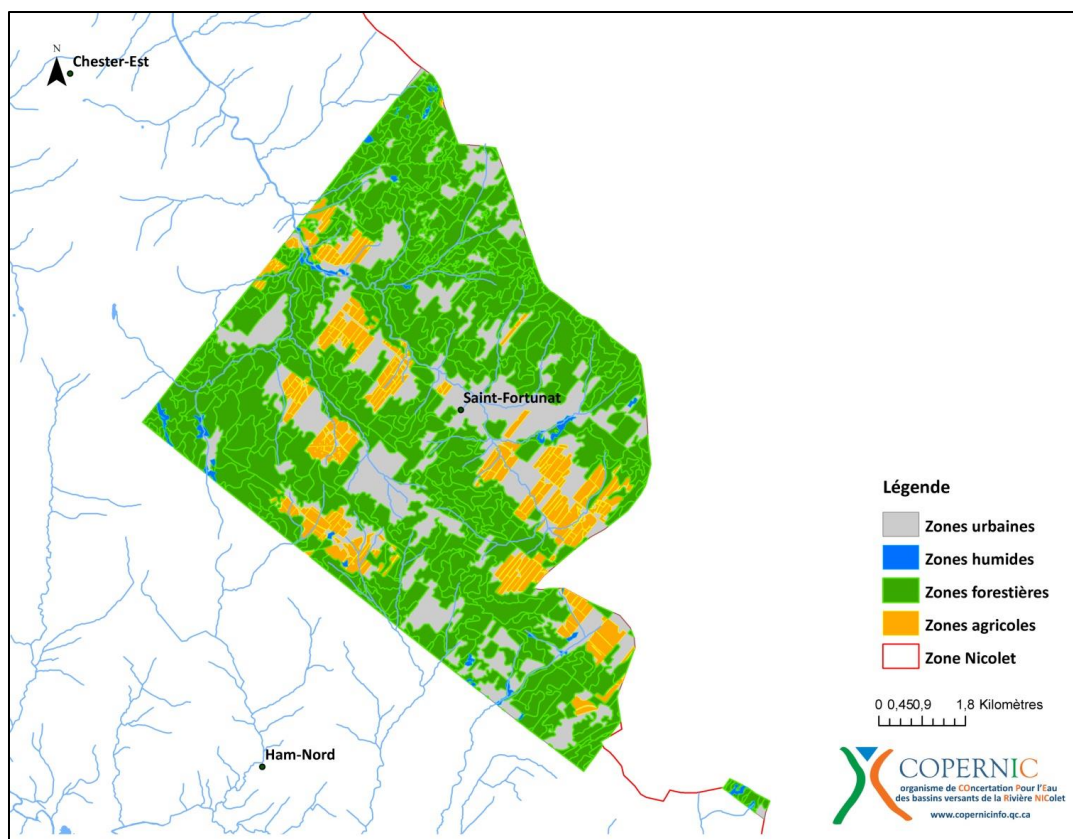 N
Chester-Est
Saint-Fortunat
Légende
Zones urbaines
Zones humides
Zones forestières
Zones agricoles
Zone Nicolet
0 0,450,9 1,8 Kilomètres
Ham-Nord
COPERNIC
organisme de COncertation Pour l'Eau
des bassins versants de la Rivière NIColet
www.copernicinfo.qc.ca